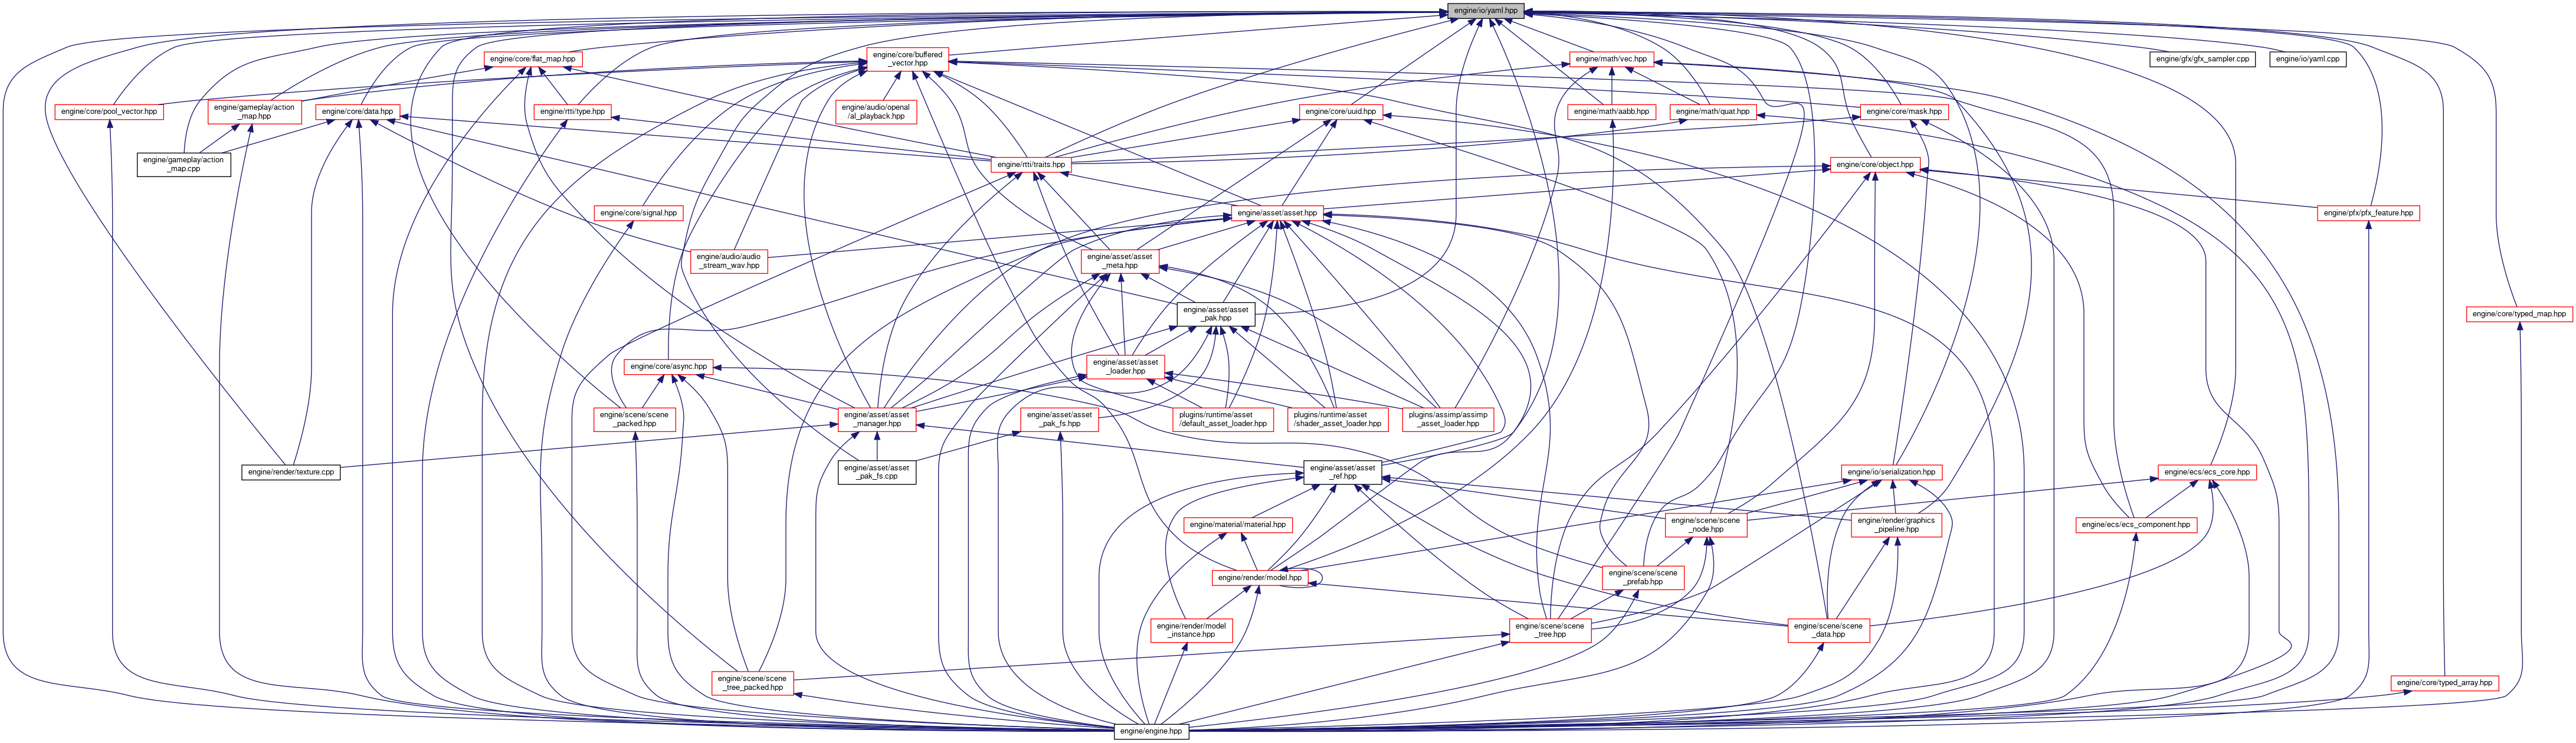 engine/io/yaml.hpp
engine/core/flat_map.hpp
engine/core/buffered
_vector.hpp
engine/math/vec.hpp
engine/gfx/gfx_sampler.cpp
engine/io/yaml.cpp
engine/core/pool_vector.hpp
engine/gameplay/action
_map.hpp
engine/core/data.hpp
engine/rtti/type.hpp
engine/audio/openal
/al_playback.hpp
engine/core/uuid.hpp
engine/math/aabb.hpp
engine/math/quat.hpp
engine/core/mask.hpp
engine/gameplay/action
_map.cpp
engine/rtti/traits.hpp
engine/core/object.hpp
engine/core/signal.hpp
engine/asset/asset.hpp
engine/pfx/pfx_feature.hpp
engine/audio/audio
_stream_wav.hpp
engine/asset/asset
_meta.hpp
engine/asset/asset
_pak.hpp
engine/core/typed_map.hpp
engine/core/async.hpp
engine/asset/asset
_loader.hpp
engine/scene/scene
_packed.hpp
engine/asset/asset
_manager.hpp
engine/asset/asset
_pak_fs.hpp
plugins/runtime/asset
/default_asset_loader.hpp
plugins/runtime/asset
/shader_asset_loader.hpp
plugins/assimp/assimp
_asset_loader.hpp
engine/render/texture.cpp
engine/asset/asset
_pak_fs.cpp
engine/asset/asset
_ref.hpp
engine/io/serialization.hpp
engine/ecs/ecs_core.hpp
engine/material/material.hpp
engine/scene/scene
_node.hpp
engine/render/graphics
_pipeline.hpp
engine/ecs/ecs_component.hpp
engine/render/model.hpp
engine/scene/scene
_prefab.hpp
engine/render/model
_instance.hpp
engine/scene/scene
_tree.hpp
engine/scene/scene
_data.hpp
engine/scene/scene
_tree_packed.hpp
engine/core/typed_array.hpp
engine/engine.hpp